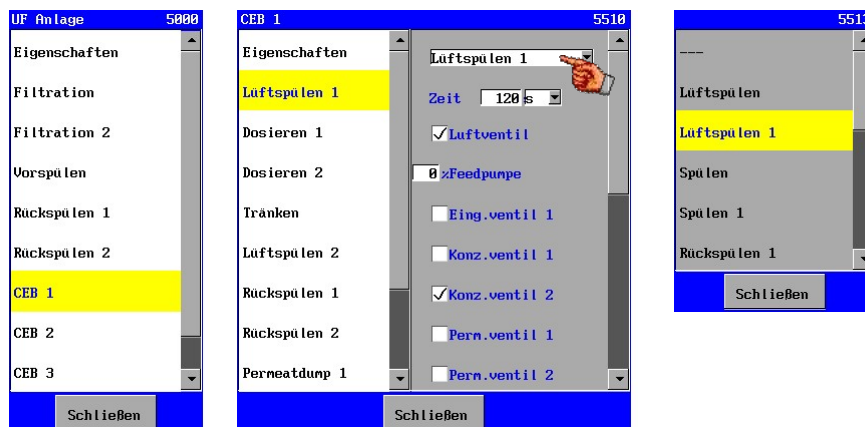 UF Anlage 5000
Eigenschaften
Filtration
Filtration 2
Vorspülen
Rückspülen 1
Rückspülen 2
CEB 1
CEB 2
CEB 3
Schließen
CEB 1 5510
Eigenschaften
Lüftspülen 1
Dosieren 1
Dosieren 2
Tränken
Lüftspülen 2
Rückspülen 1
Rückspülen 2
Permeatdump 1
Lüftspülen 1
Zeit 120 s
Luftventil
0 %Feedpumpe
Eing.ventil 1
Konz.ventil 1
Konz.ventil 2
Perm.ventil 1
Perm.ventil 2
Schließen
5513
---
Lüftspülen
Lüftspülen 1
Spülen
Spülen 1
Rückspülen 1
Schließen